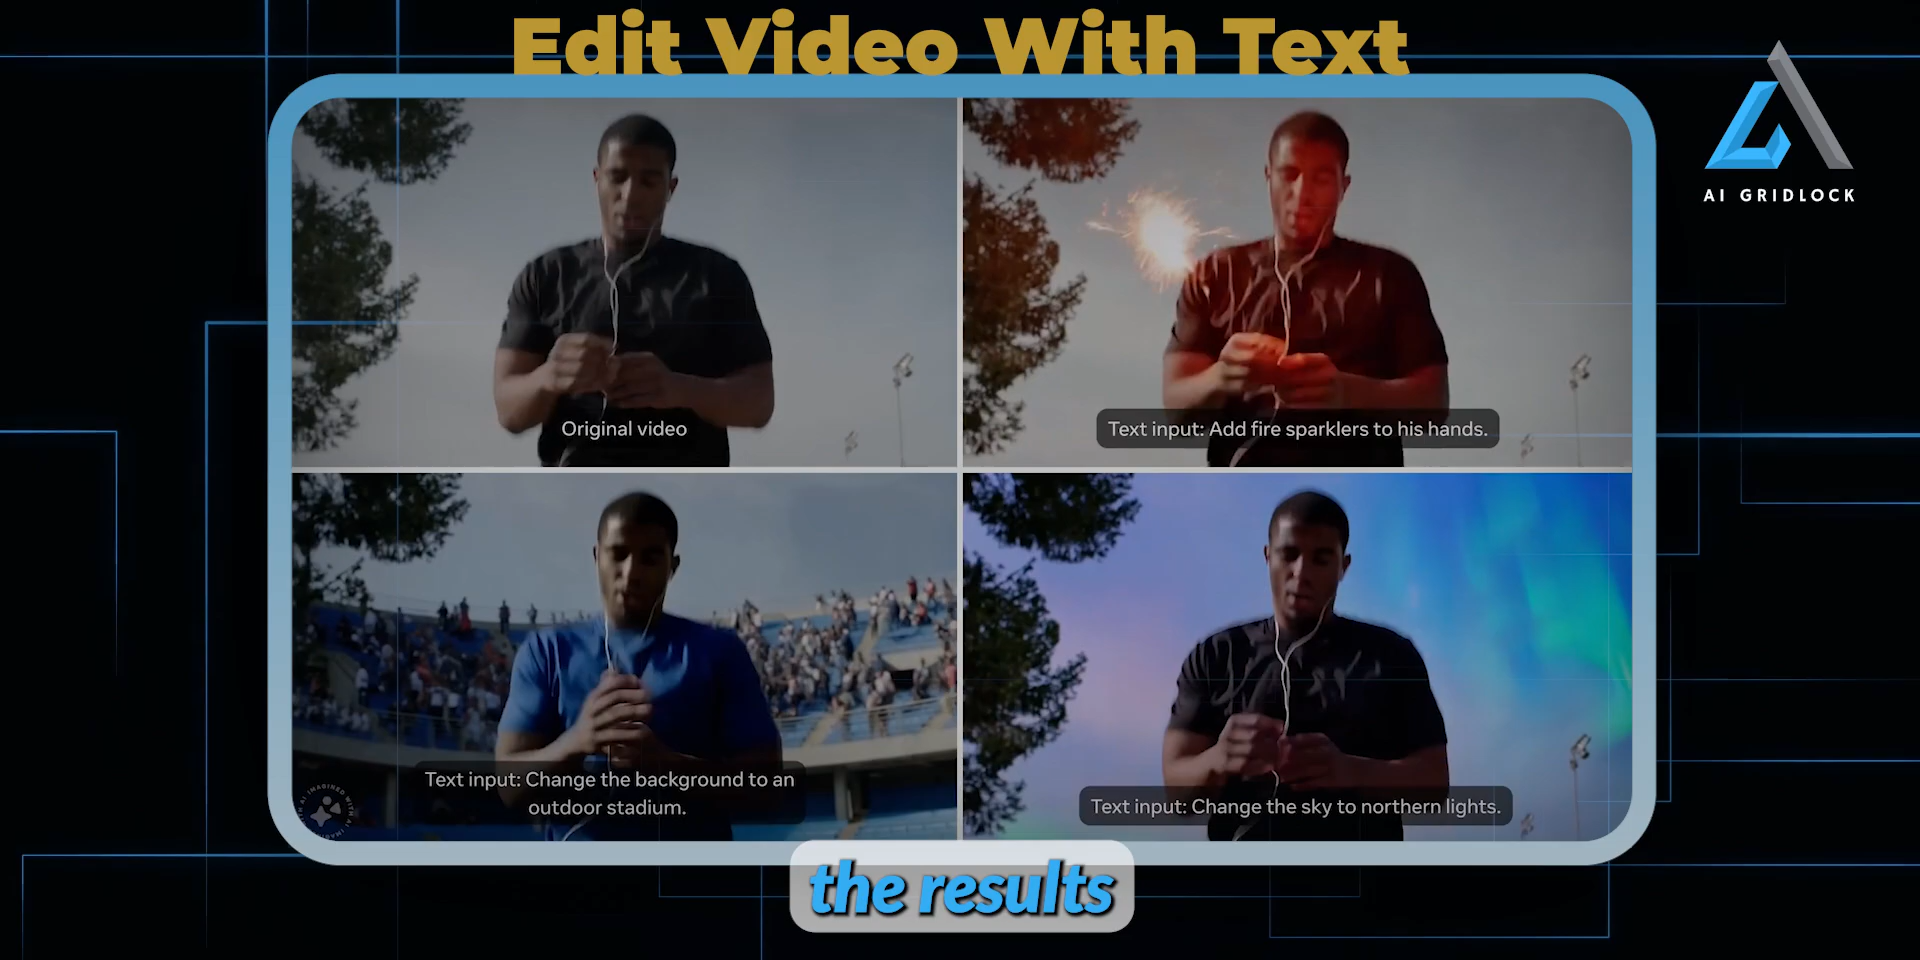 Edit Video With Text
AI GRIDLOCK
Original video
Text input: Add fire sparklers to his hands.
Text input: Change the background to an
outdoor stadium.
Text input: Change the sky to northern lights.
the results